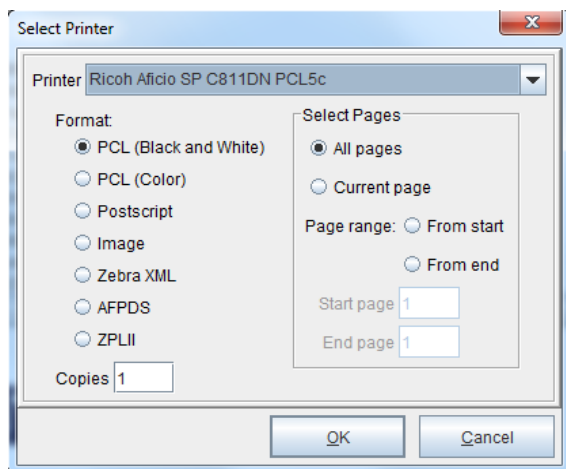 Select Printer
Printer Ricoh Aficio SP C811DN PCL5c
Format:
PCL (Black and White)
PCL (Color)
Postscript
Image
Zebra XML
AFPDS
ZPLII
Copies 1
Select Pages
All pages
Current page
Page range: From start
From end
Start page 1
End page 1
OK
Cancel